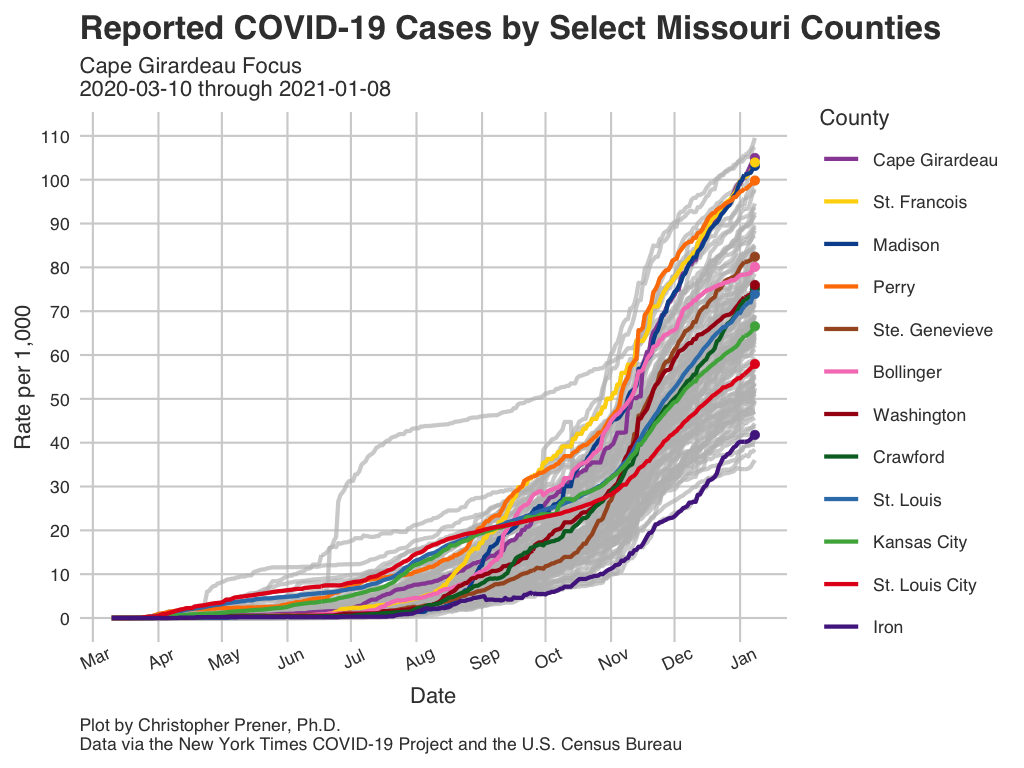 Reported COVID-19 Cases by Select Missouri Counties
Cape Girardeau Focus
2020-03-10 through 2021-01-08
County
Cape Girardeau
St. Francois
Madison
Perry
Ste. Genevieve
Bollinger
Washington
Crawford
St. Louis
Kansas City
St. Louis City
Iron
Rate per 1,000
110
100
90
80
70
60
50
40
30
20
10
0
Mar Apr May Jun Jul Aug Sep Oct Nov Dec Jan
Date
Plot by Christopher Prener, Ph.D.
Data via the New York Times COVID-19 Project and the U.S. Census Bureau